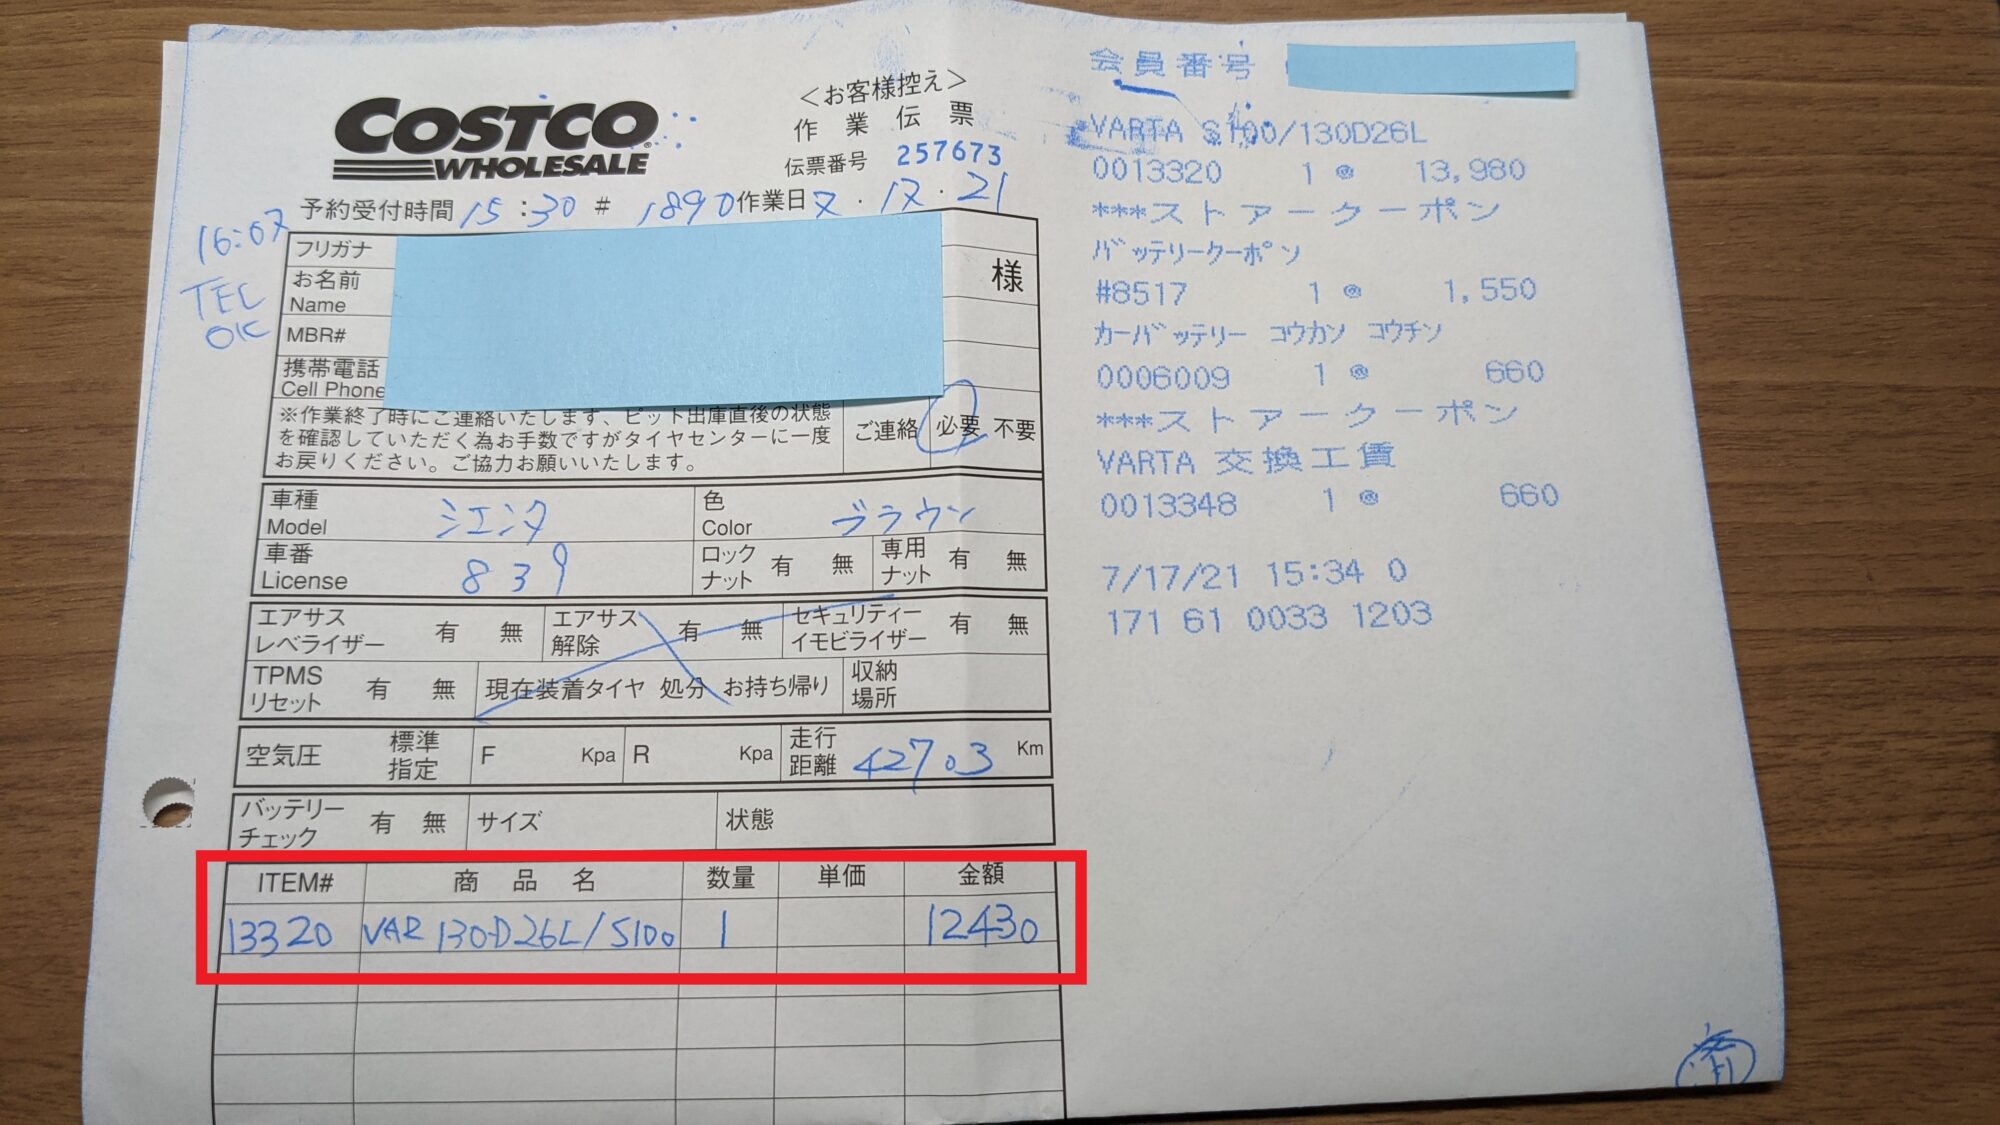 COSTCO
WHOLESALE
<お客様控え>
作業伝票
伝票番号 257673
予約受付時間 15:30 # 1890 作業日 7.17.21
16:07
TEL
OK
フリガナ
お名前
Name
様
MBR#
携帯電話
Cell Phone
※作業終了時にご連絡いたします、ピット出庫直後の状態
を確認していただく為お手数ですがタイヤセンターに一度
お戻りください。ご協力お願いいたします。
ご連絡 必要 不要
車種
Model シエンタ
色
Color ブラウン
車番
License 839
ロック
ナット 有 無
専用
ナット 有 無
エアサス
レベライザー 有 無
エアサス
解除 有 無
セキュリティー
イモビライザー 有 無
TPMS
リセット 有 無
現在装着タイヤ 処分 お持ち帰り
収納
場所
空気圧 標準
指定 F Kpa R Kpa
走行
距離 42703 Km
バッテリー
チェック 有 無 サイズ 状態
ITEM# 商品名 数量 単価 金額
13320 VAR 130-D26L/S100 1 12430
会員番号
VARTA S100/130D26L
0013320 1 @ 13,980
***ストアークーポン
バッテリークーポン
#8517 1 @ 1,550
カーバッテリー コウカン コウチン
0006009 1 @ 660
***ストアークーポン
VARTA 交換工賃
0013348 1 @ 660
7/17/21 15:34 0
171 61 0033 1203